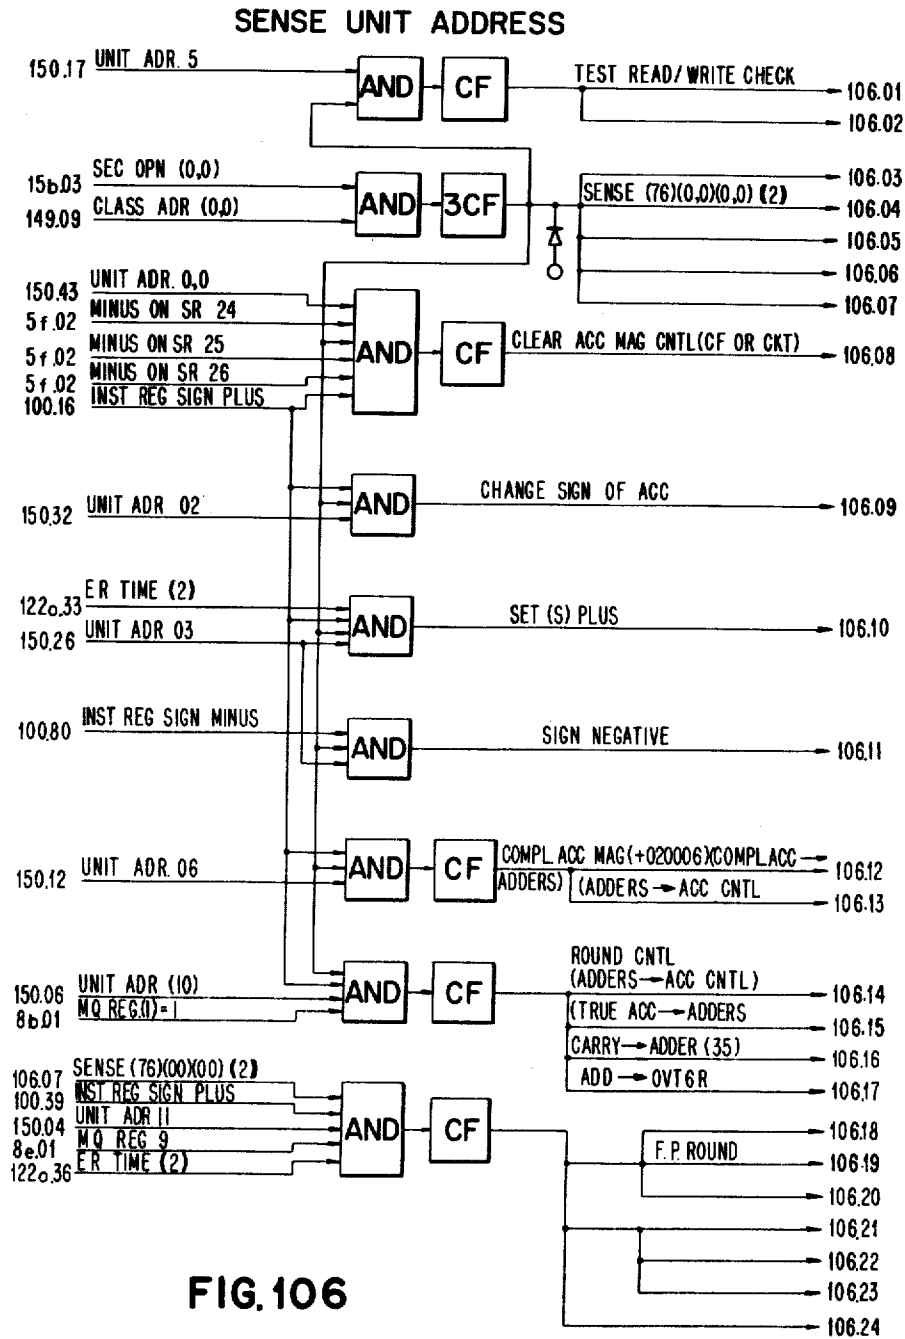 SENSE UNIT ADDRESS
150.17 UNIT ADR. 5
AND
CF
TEST READ/WRITE CHECK
106.01
106.02
15b.03 SEC OPN (0,0)
149.09 CLASS ADR (0,0)
AND
3CF
106.03
SENSE (76)(0,0)(0,0) (2)
106.04
106.05
106.06
106.07
150.43 UNIT ADR. 0,0
5f.02 MINUS ON SR 24
5f.02 MINUS ON SR 25
5f.02 MINUS ON SR 26
100.16 INST REG SIGN PLUS
AND
CF
CLEAR ACC MAG CNTL (CF OR CKT)
106.08
150.32 UNIT ADR 02
AND
CHANGE SIGN OF ACC
106.09
122o.33 ER TIME (2)
150.26 UNIT ADR 03
AND
SET (S) PLUS
106.10
100.80 INST REG SIGN MINUS
AND
SIGN NEGATIVE
106.11
150.12 UNIT ADR. 06
AND
CF
COMPL. ACC MAG (+020006)(COMPL ACC →
ADDERS)
106.12
(ADDERS → ACC CNTL
106.13
150.06 UNIT ADR (10)
8b.01 MQ REG.(1) = 1
AND
CF
ROUND CNTL
(ADDERS → ACC CNTL)
106.14
(TRUE ACC → ADDERS
106.15
CARRY → ADDER (35)
106.16
ADD → OVT6R
106.17
106.07 SENSE (76)(00)(00) (2)
100.39 INST REG SIGN PLUS
150.04 UNIT ADR 11
8e.01 MQ REG 9
122o.36 ER TIME (2)
AND
CF
106.18
F.P. ROUND
106.19
106.20
106.21
106.22
106.23
106.24
FIG. 106